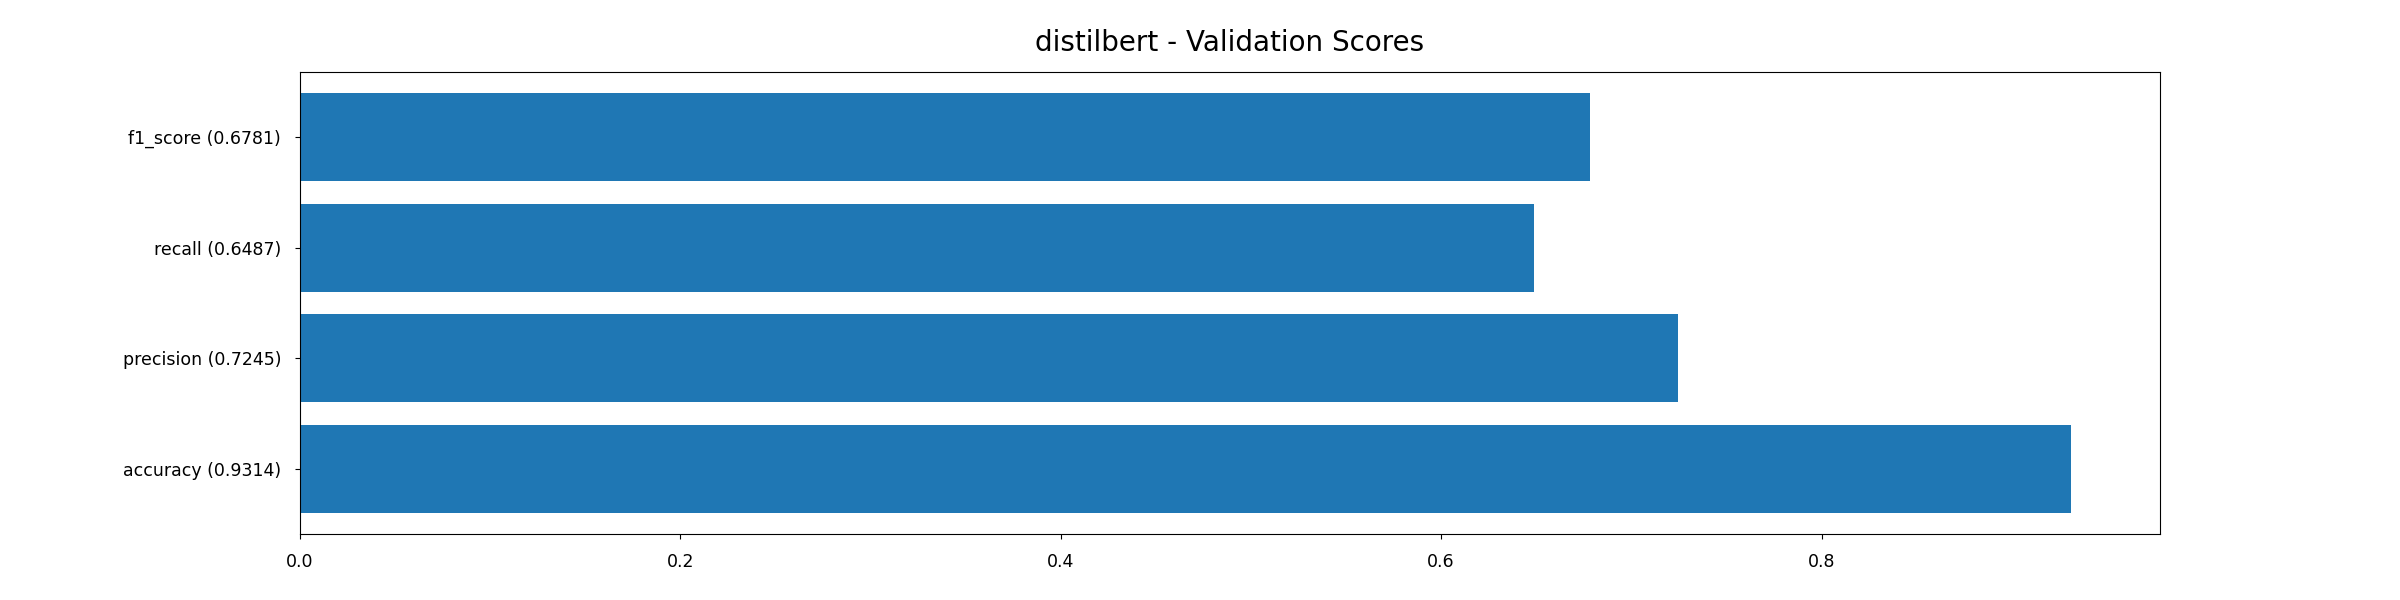 distilbert - Validation Scores
f1_score (0.6781)
recall (0.6487)
precision (0.7245)
accuracy (0.9314)
0.0 0.2 0.4 0.6 0.8